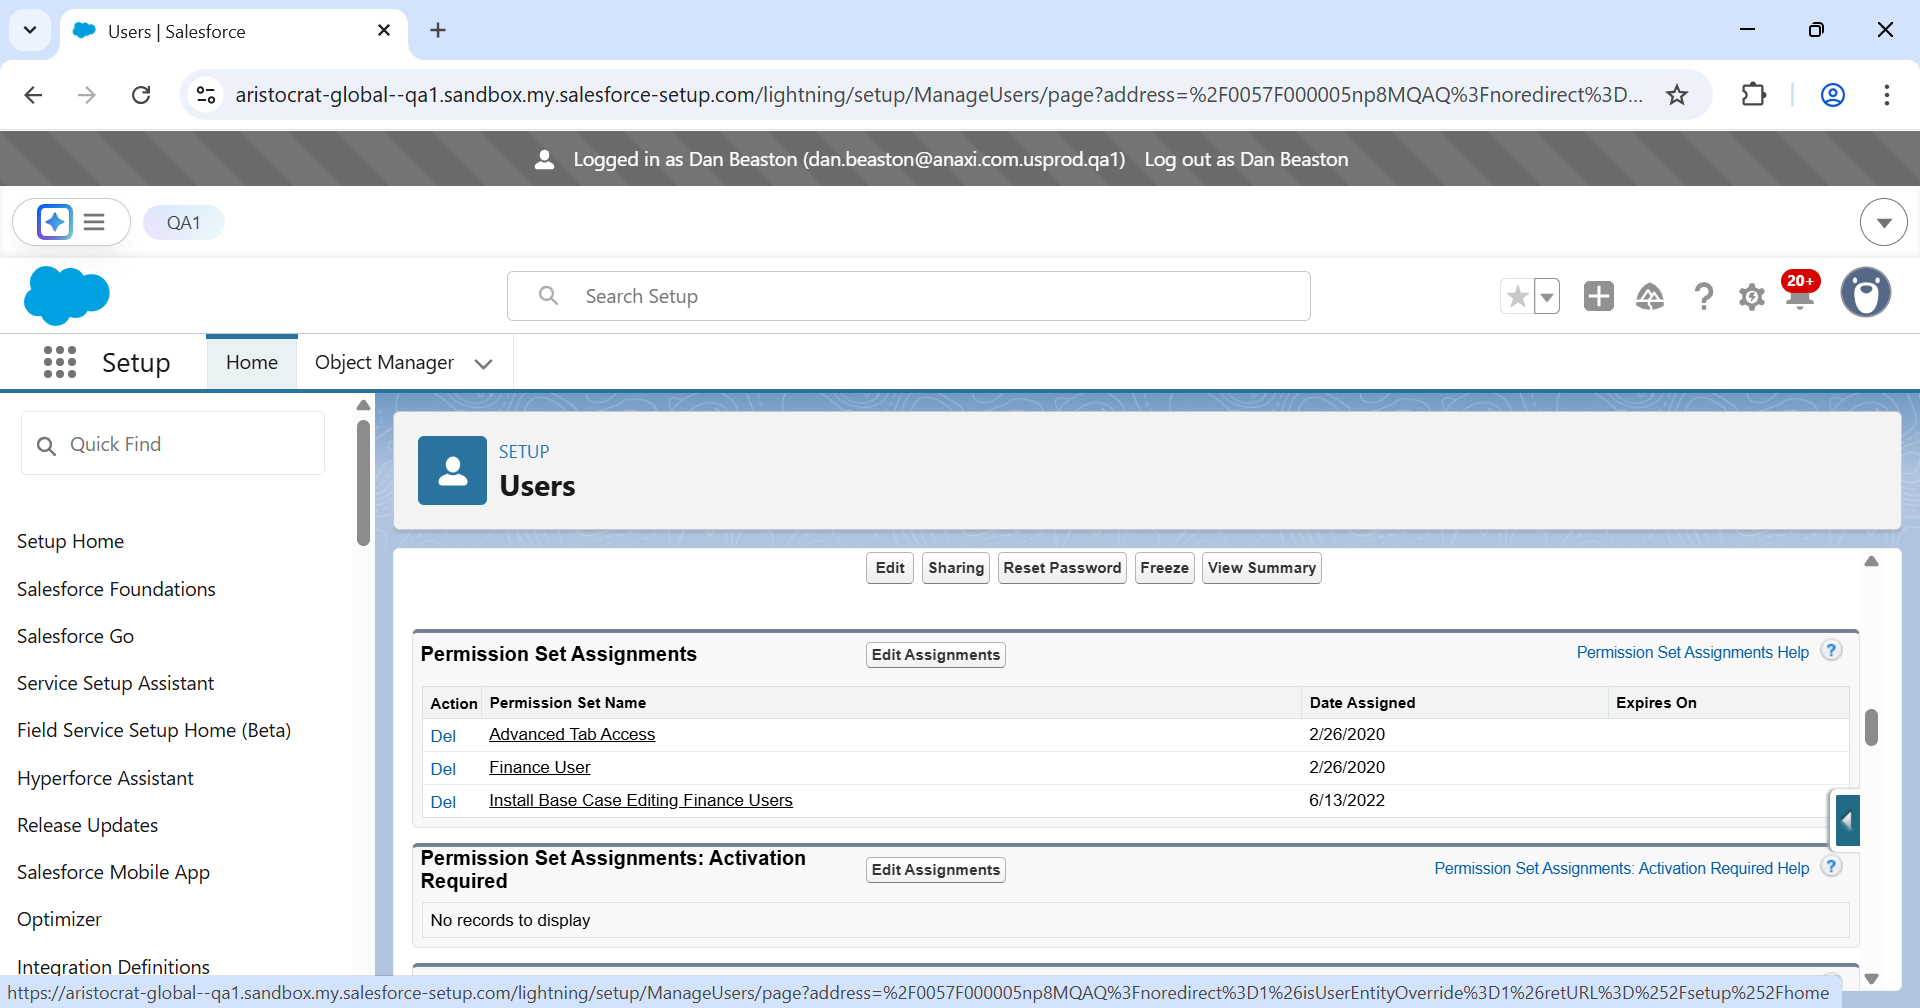 Users | Salesforce
aristocrat-global--qa1.sandbox.my.salesforce-setup.com/lightning/setup/ManageUsers/page?address=%2F0057F000005np8MQAQ%3Fnoredirect%3D...
Logged in as Dan Beaston (dan.beaston@anaxi.com.usprod.qa1) Log out as Dan Beaston
QA1
Search Setup
20+
Setup
Home
Object Manager
Quick Find
Setup Home
Salesforce Foundations
Salesforce Go
Service Setup Assistant
Field Service Setup Home (Beta)
Hyperforce Assistant
Release Updates
Salesforce Mobile App
Optimizer
Integration Definitions
SETUP
Users
Edit Sharing Reset Password Freeze View Summary
Permission Set Assignments Edit Assignments Permission Set Assignments Help ?
Action Permission Set Name Date Assigned Expires On
Del Advanced Tab Access 2/26/2020
Del Finance User 2/26/2020
Del Install Base Case Editing Finance Users 6/13/2022
Permission Set Assignments: Activation
Required
Edit Assignments
Permission Set Assignments: Activation Required Help ?
No records to display
https://aristocrat-global--qa1.sandbox.my.salesforce-setup.com/lightning/setup/ManageUsers/page?address=%2F0057F000005np8MQAQ%3Fnoredirect%3D1%26isUserEntityOverride%3D1%26retURL%3D%252Fsetup%252Fhome